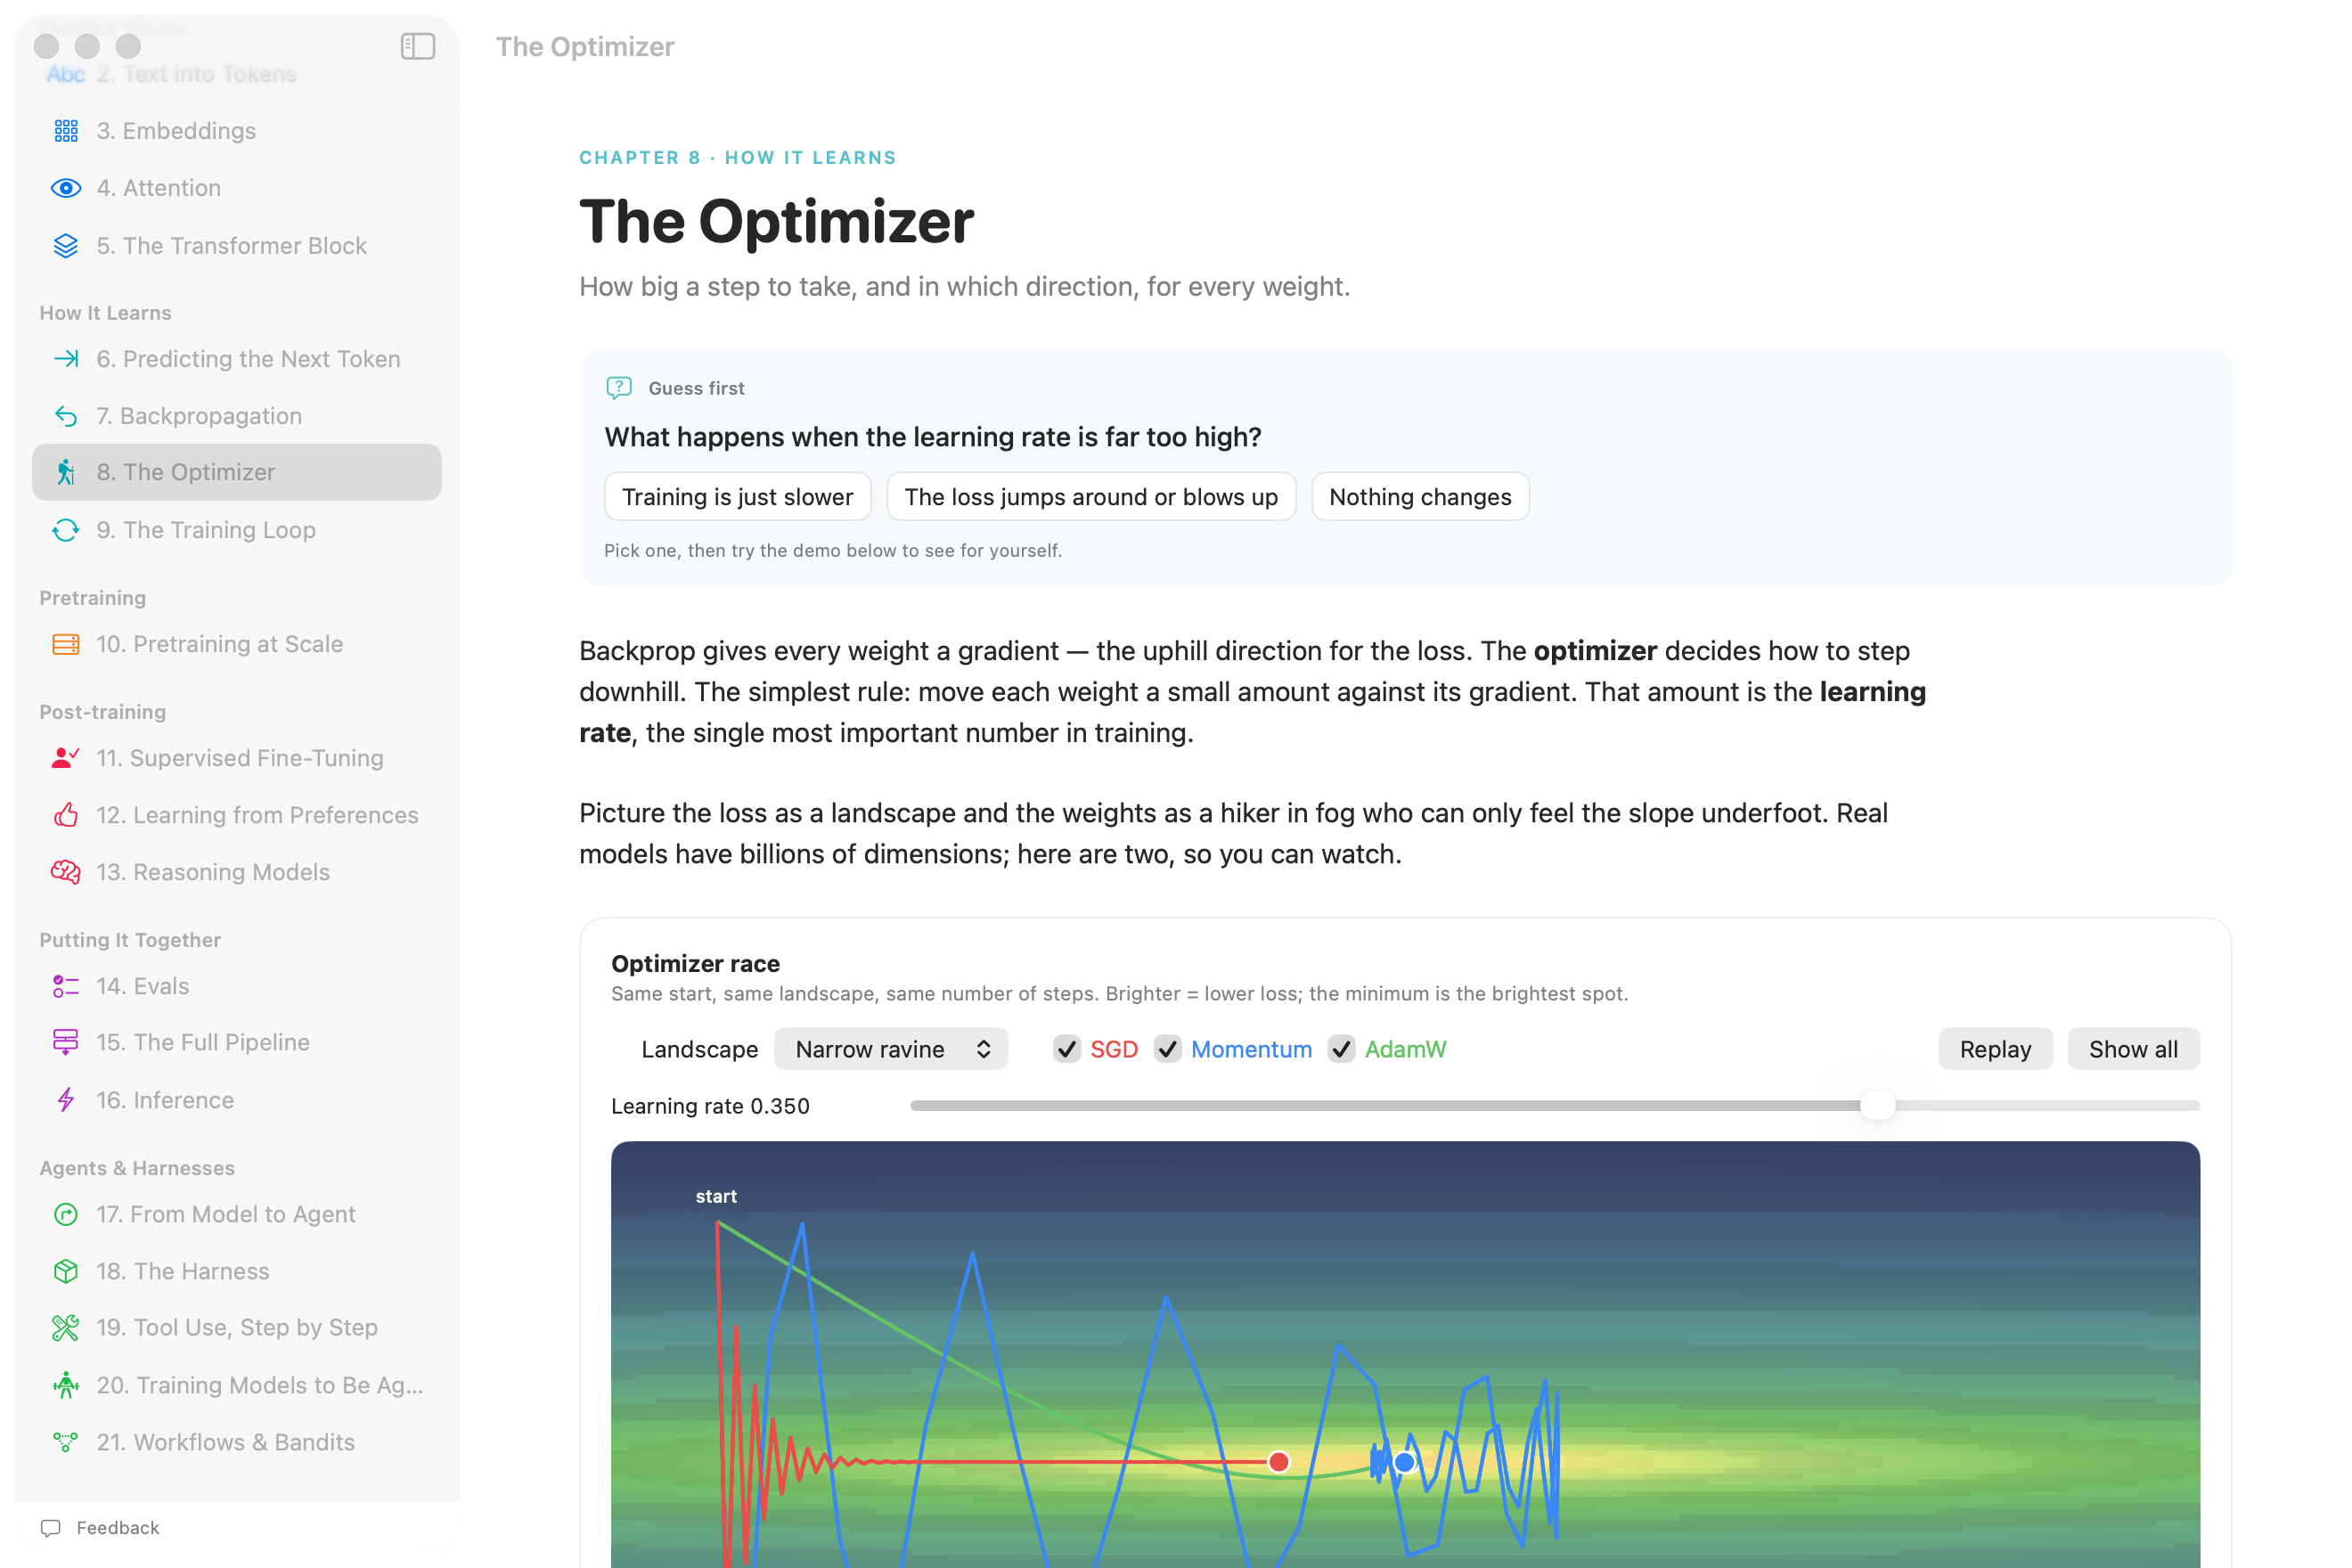 The Optimizer
Abc 2. Text into Tokens
3. Embeddings
4. Attention
5. The Transformer Block
How It Learns
6. Predicting the Next Token
7. Backpropagation
8. The Optimizer
9. The Training Loop
Pretraining
10. Pretraining at Scale
Post-training
11. Supervised Fine-Tuning
12. Learning from Preferences
13. Reasoning Models
Putting It Together
14. Evals
15. The Full Pipeline
16. Inference
Agents & Harnesses
17. From Model to Agent
18. The Harness
19. Tool Use, Step by Step
20. Training Models to Be Ag...
21. Workflows & Bandits
Feedback
CHAPTER 8 · HOW IT LEARNS
The Optimizer
How big a step to take, and in which direction, for every weight.
Guess first
What happens when the learning rate is far too high?
Training is just slower
The loss jumps around or blows up
Nothing changes
Pick one, then try the demo below to see for yourself.
Backprop gives every weight a gradient — the uphill direction for the loss. The optimizer decides how to step
downhill. The simplest rule: move each weight a small amount against its gradient. That amount is the learning
rate, the single most important number in training.
Picture the loss as a landscape and the weights as a hiker in fog who can only feel the slope underfoot. Real
models have billions of dimensions; here are two, so you can watch.
Optimizer race
Same start, same landscape, same number of steps. Brighter = lower loss; the minimum is the brightest spot.
Landscape Narrow ravine SGD Momentum AdamW Replay Show all
Learning rate 0.350
start